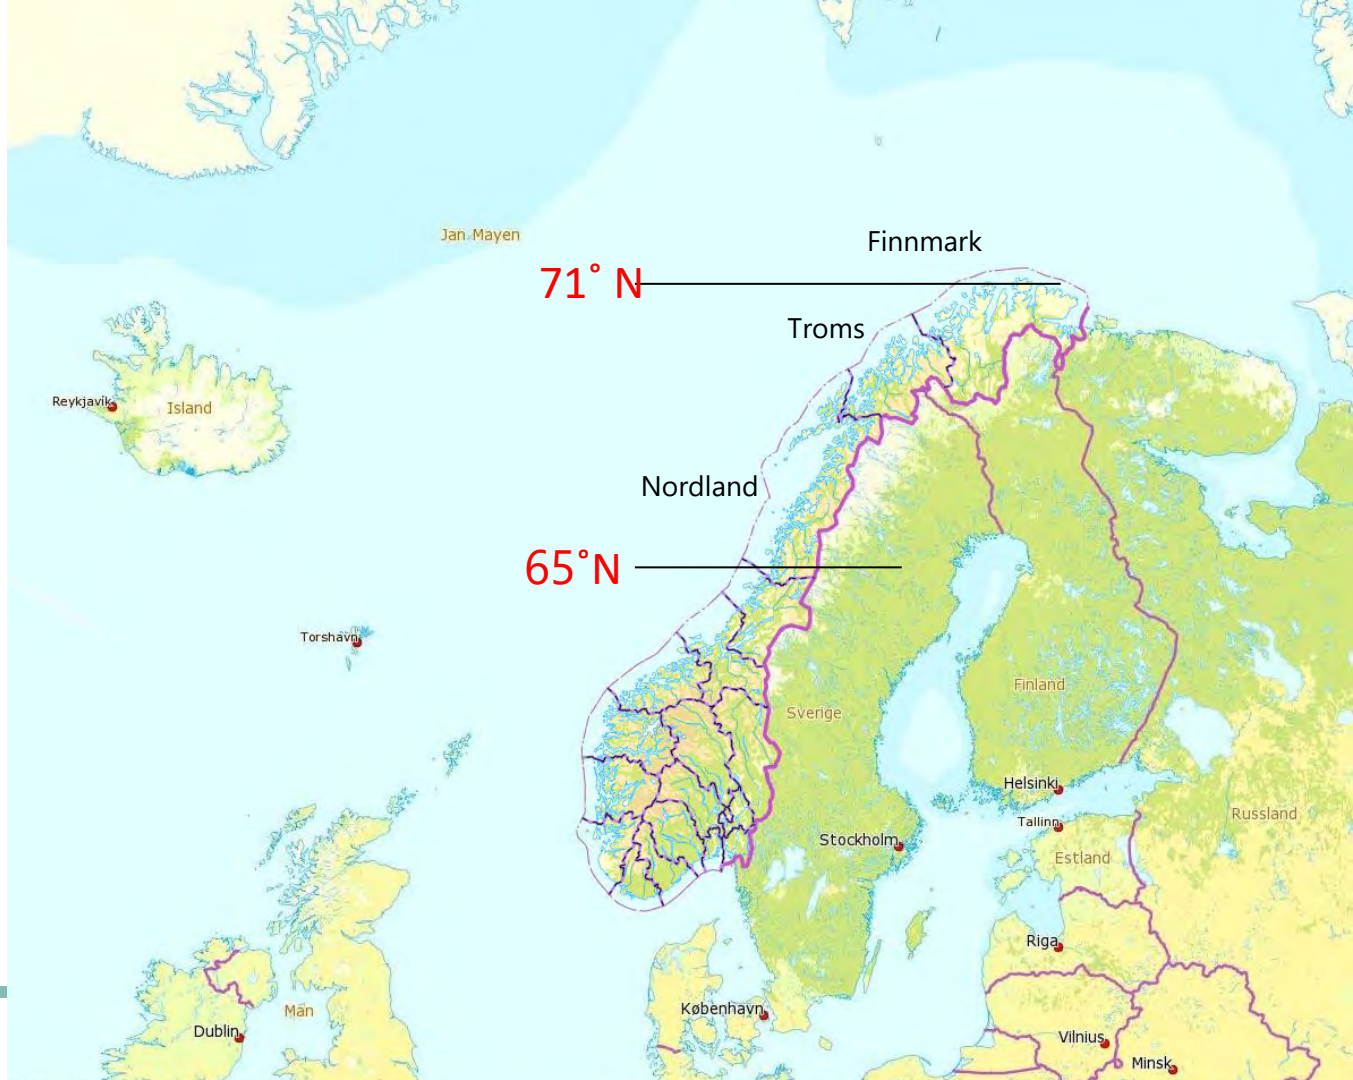 Jan Mayen
Finnmark
71° N
Troms
Reykjavik
Island
Nordland
65°N
Torshavn
Finland
Sverige
Helsinki
Russland
Tallinn
Stockholm
Estland
Riga
København
Man
Dublin
Vilnius
Minsk